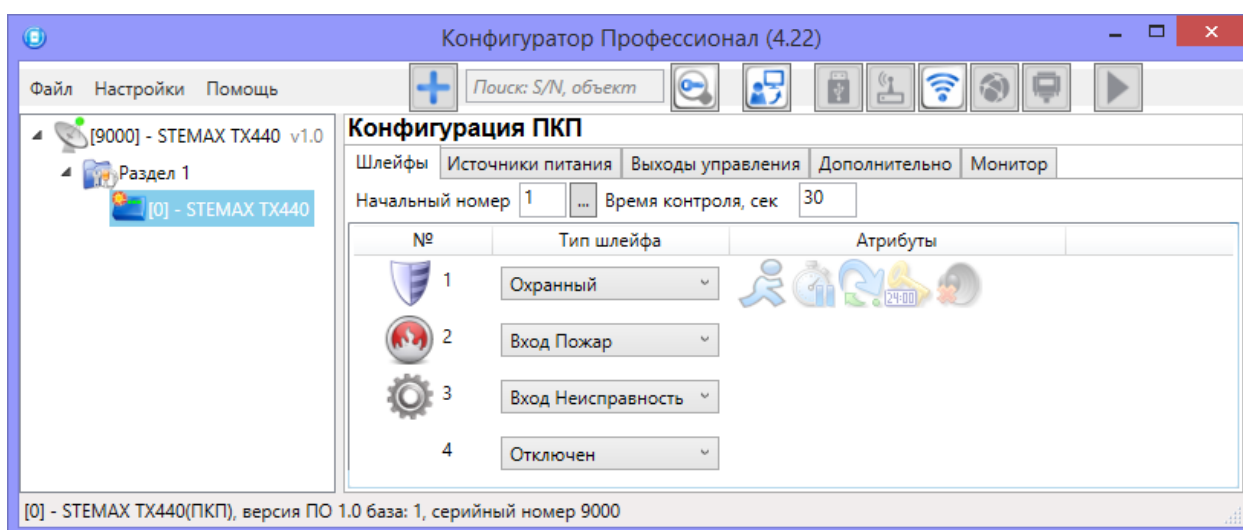 Конфигуратор Профессионал (4.22)
Файл Настройки Помощь Поиск: S/N, объект
[9000] - STEMAX TX440 v1.0
Раздел 1
[0] - STEMAX TX440
Конфигурация ПКП
Шлейфы Источники питания Выходы управления Дополнительно Монитор
Начальный номер 1 ... Время контроля, сек 30
№ Тип шлейфа Атрибуты
1 Охранный 24:00
2 Вход Пожар
3 Вход Неисправность
4 Отключен
[0] - STEMAX TX440(ПКП), версия ПО 1.0 база: 1, серийный номер 9000